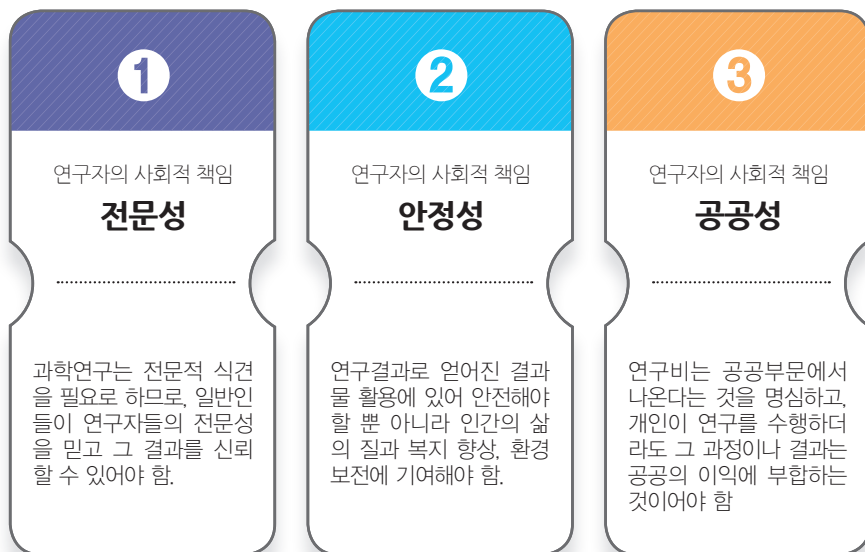 1
연구자의 사회적 책임
전문성
과학연구는 전문적 식견
을 필요로 하므로, 일반인
들이 연구자들의 전문성
을 믿고 그 결과를 신뢰
할 수 있어야 함.
2
연구자의 사회적 책임
안정성
연구결과로 얻어진 결과
물 활용에 있어 안전해야
할 뿐 아니라 인간의 삶
의 질과 복지 향상, 환경
보전에 기여해야 함.
3
연구자의 사회적 책임
공공성
연구비는 공공부문에서
나온다는 것을 명심하고,
개인이 연구를 수행하더
라도 그 과정이나 결과는
공공의 이익에 부합하는
것이어야 함